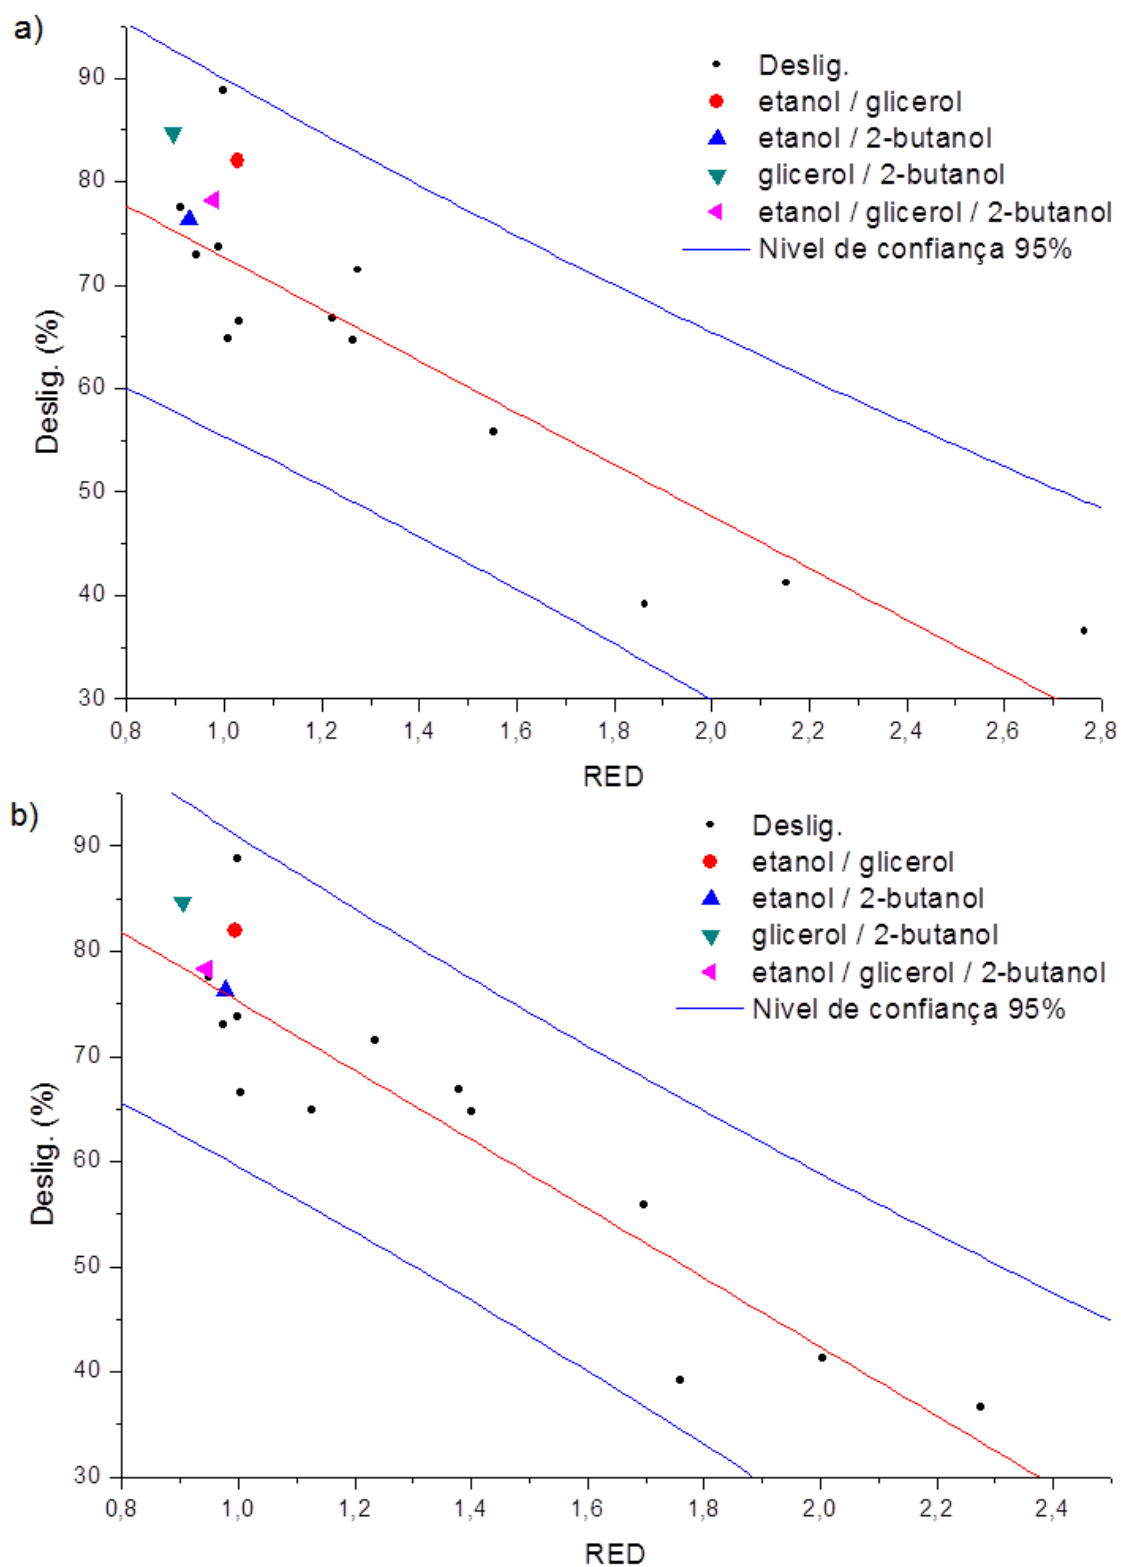 a)
Deslig. (%)
90
80
70
60
50
40
30
0,8 1,0 1,2 1,4 1,6 1,8 2,0 2,2 2,4 2,6 2,8
RED
Deslig.
etanol / glicerol
etanol / 2-butanol
glicerol / 2-butanol
etanol / glicerol / 2-butanol
Nivel de confiança 95%
b)
Deslig. (%)
90
80
70
60
50
40
30
0,8 1,0 1,2 1,4 1,6 1,8 2,0 2,2 2,4
RED
Deslig.
etanol / glicerol
etanol / 2-butanol
glicerol / 2-butanol
etanol / glicerol / 2-butanol
Nivel de confiança 95%